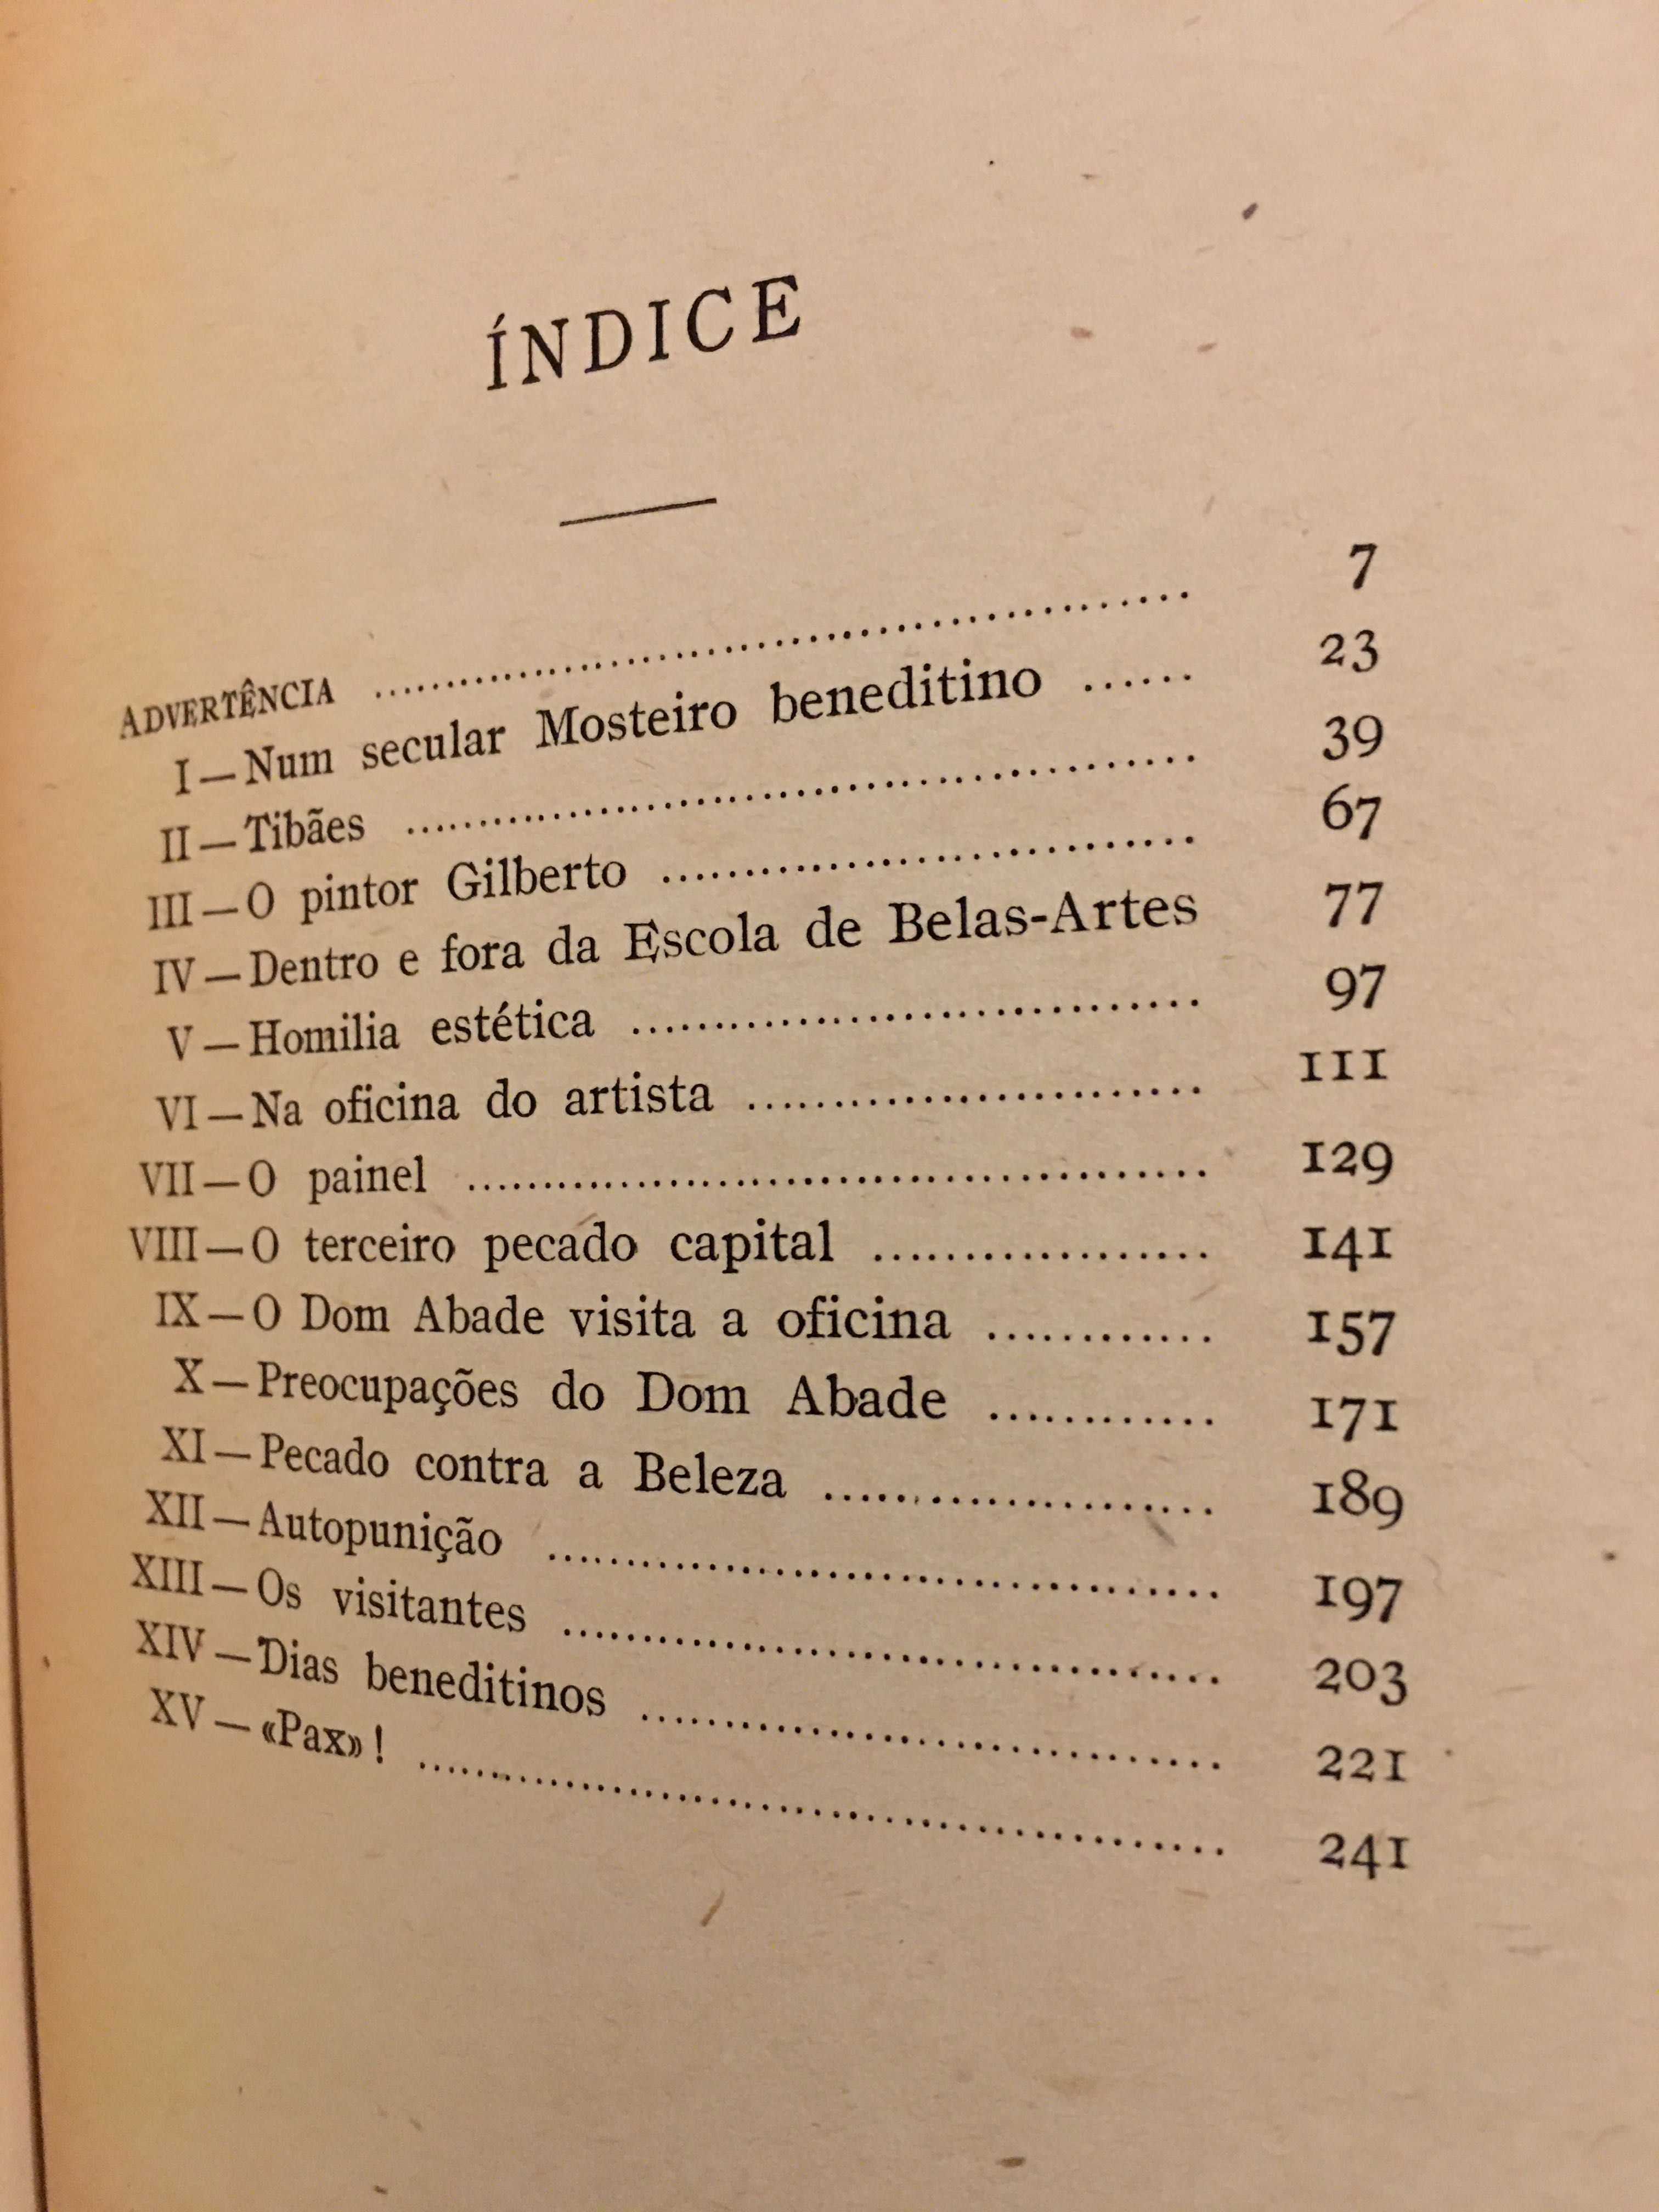 ÍNDICE
ADVERTÊNCIA ........................................ 7
I — Num secular Mosteiro beneditino ...... 23
II — Tibães ........................................ 39
III — O pintor Gilberto .............................. 67
IV — Dentro e fora da Escola de Belas-Artes 77
V — Homilia estética .............................. 97
VI — Na oficina do artista ........................ 111
VII — O painel ........................................ 129
VIII — O terceiro pecado capital .................. 141
IX — O Dom Abade visita a oficina ............ 157
X — Preocupações do Dom Abade ............ 171
XI — Pecado contra a Beleza ..................... 189
XII — Autopunição .................................... 197
XIII — Os visitantes .................................... 203
XIV — Dias beneditinos .............................. 221
XV — «Pax» ! .......................................... 241